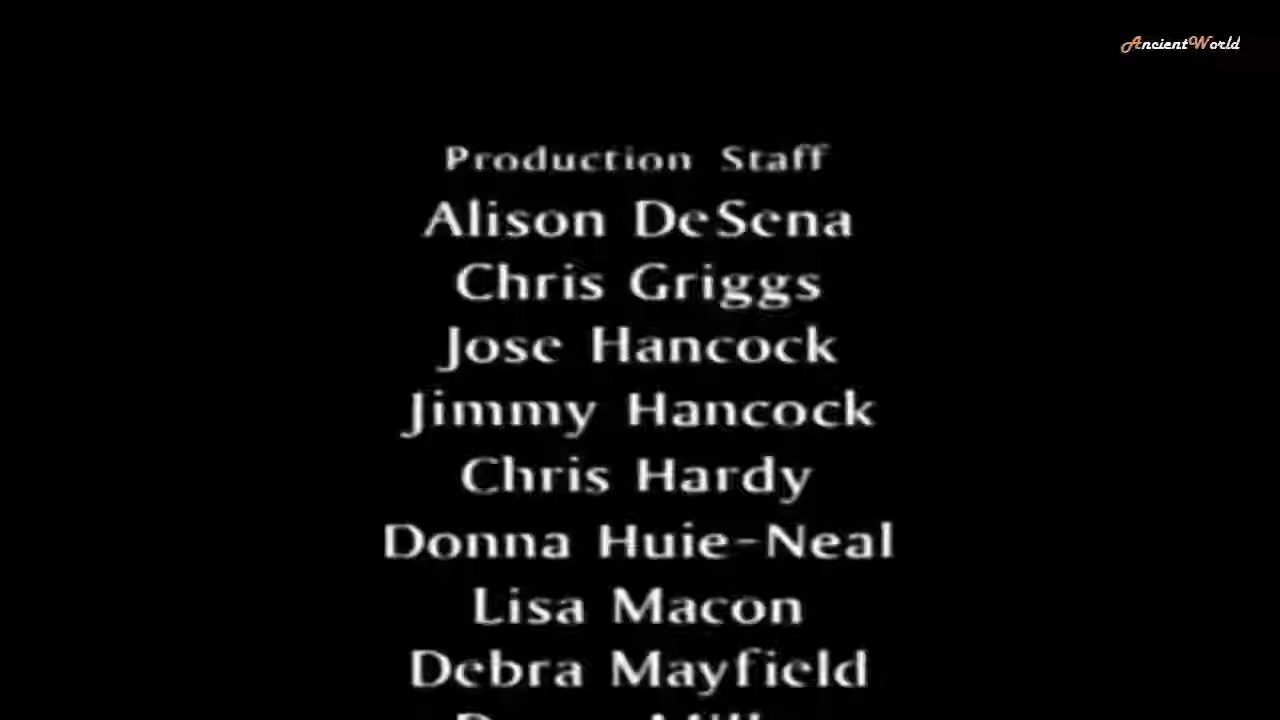 AncientWorld
Production Staff
Alison DeSena
Chris Griggs
Jose Hancock
Jimmy Hancock
Chris Hardy
Donna Huie-Neal
Lisa Macon
Debra Mayfield